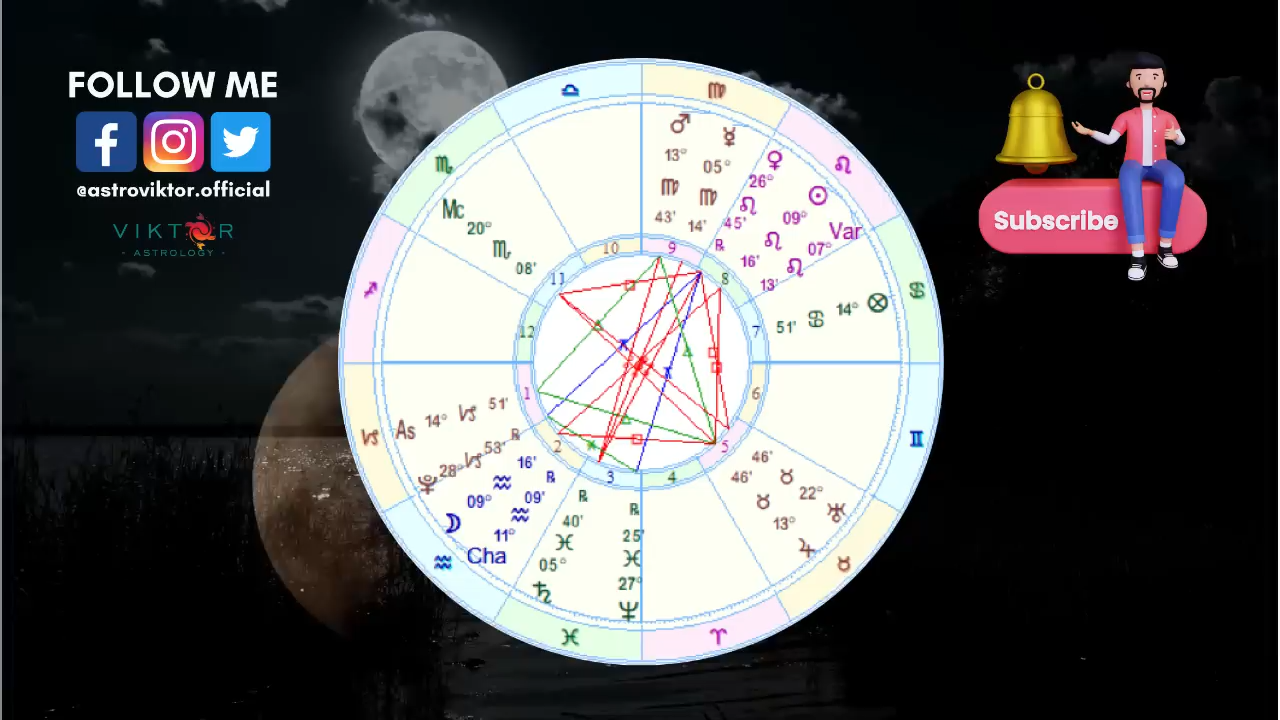 FOLLOW ME
@astroviktor.official
VIKTOR
- ASTROLOGY -
Subscribe
♎ ♍
♏ ♌
♐ ♋
♑ ♊
♒ ♉
♓ ♈
♂ 13° ♍ 43'
☿ 05° ♍ 14' ℞
♀ 26° ♌ 45' ℞
☉ 09° ♌ 16'
Var 07° ♌ 13'
⊗ 14° ♋ 51'
Mc 20° ♏ 08'
As 14° ♑ 51'
♇ 28° ♑ 53' ℞
☽ 09° ♒ 16'
Cha 11° ♒ 09' ℞
♄ 05° ♓ 40' ℞
♆ 27° ♓ 25' ℞
♃ 13° ♉ 46'
♅ 22° ♉ 46'
10 9
11 8
12 7
1 6
2 5
3 4